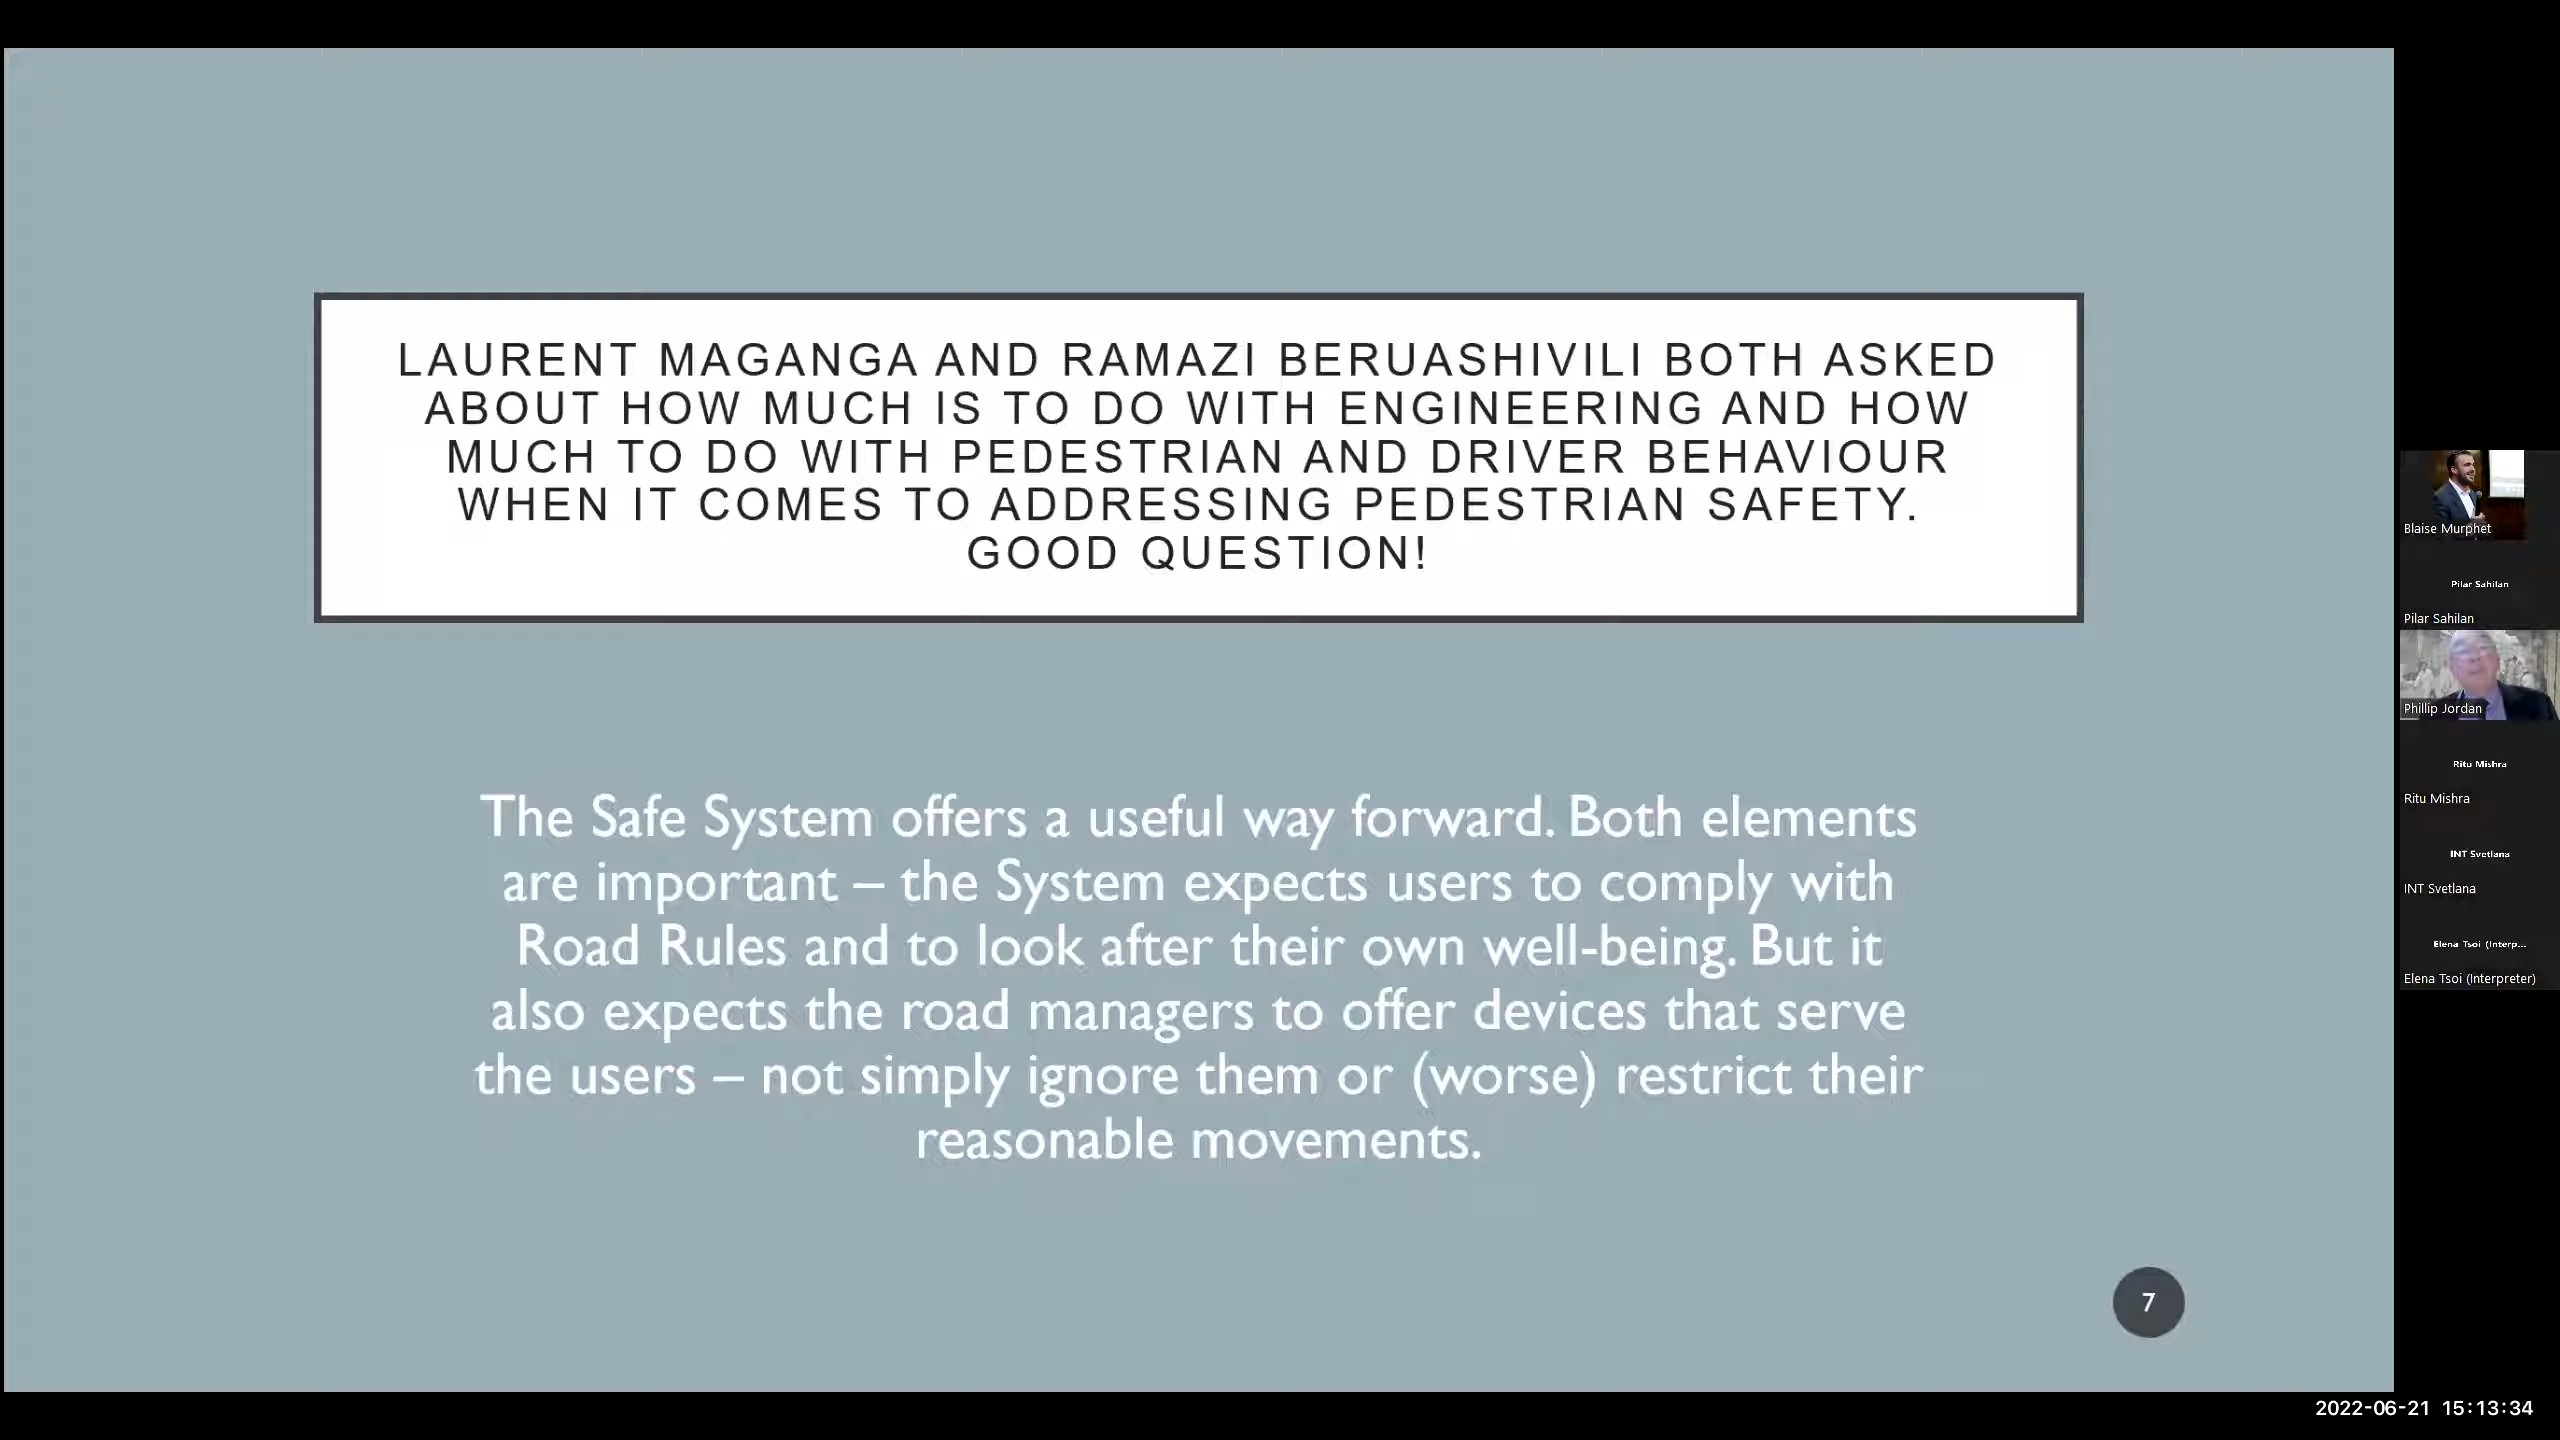 LAURENT MAGANGA AND RAMAZI BERUASHIVILI BOTH ASKED
ABOUT HOW MUCH IS TO DO WITH ENGINEERING AND HOW
MUCH TO DO WITH PEDESTRIAN AND DRIVER BEHAVIOUR
WHEN IT COMES TO ADDRESSING PEDESTRIAN SAFETY.
GOOD QUESTION!
The Safe System offers a useful way forward. Both elements
are important – the System expects users to comply with
Road Rules and to look after their own well-being. But it
also expects the road managers to offer devices that serve
the users – not simply ignore them or (worse) restrict their
reasonable movements.
7
Blaise Murphet
Pilar Sahilan
Pilar Sahilan
Phillip Jordan
Ritu Mishra
Ritu Mishra
INT Svetlana
INT Svetlana
Elena Tsoi (Interp...
Elena Tsoi (Interpreter)
2022-06-21 15:13:34